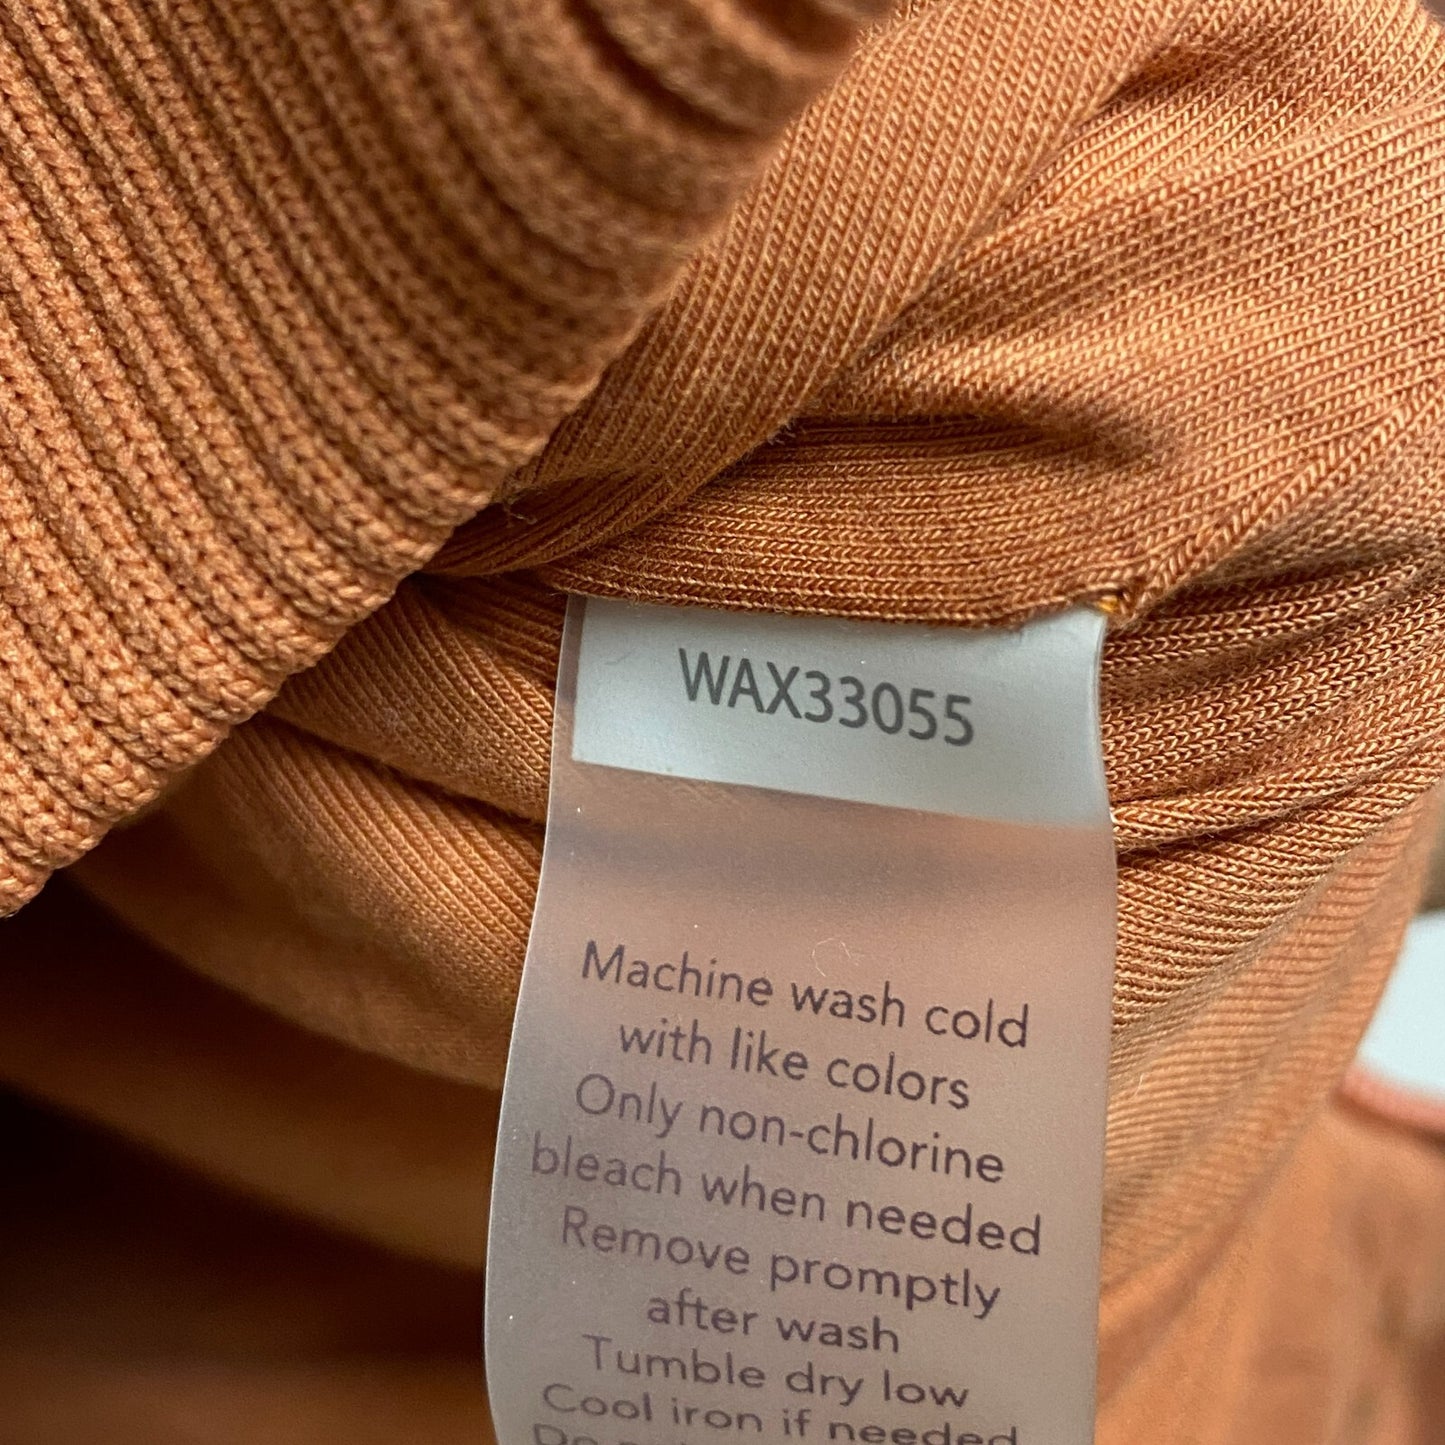 WAX33055
Machine wash cold
with like colors
Only non-chlorine
bleach when needed
Remove promptly
after wash
Tumble dry low
Cool iron if needed
Do